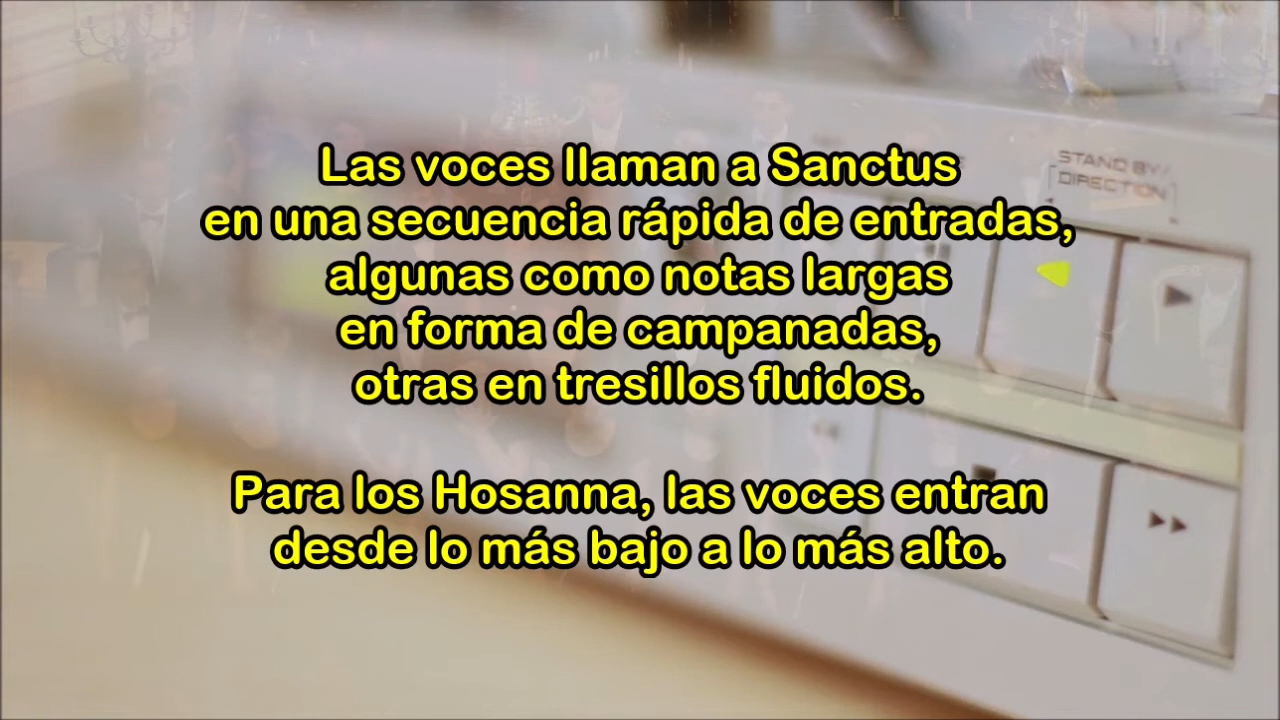 Las voces llaman a Sanctus
en una secuencia rápida de entradas,
algunas como notas largas
en forma de campanadas,
otras en tresillos fluidos.
Para los Hosanna, las voces entran
desde lo más bajo a lo más alto.
STAND BY/
DIRECTION